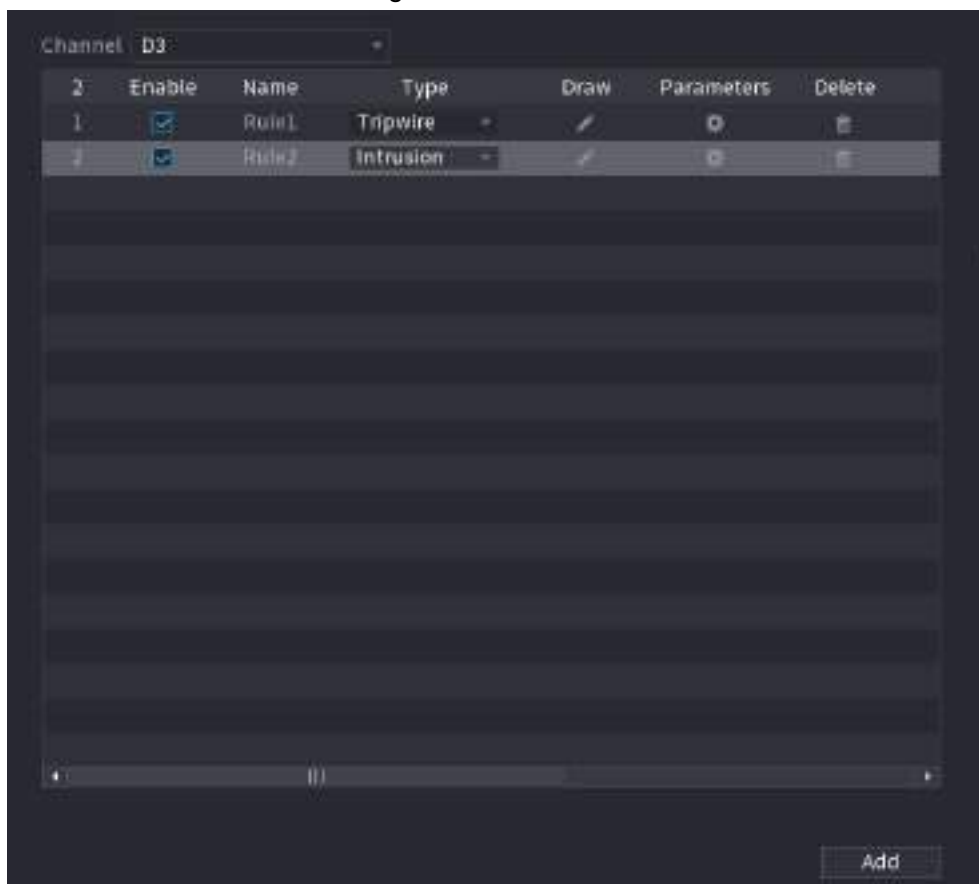 Channel D3
2 Enable Name Type Draw Parameters Delete
1 Rule1 Tripwire
2 Rule2 Intrusion
Add